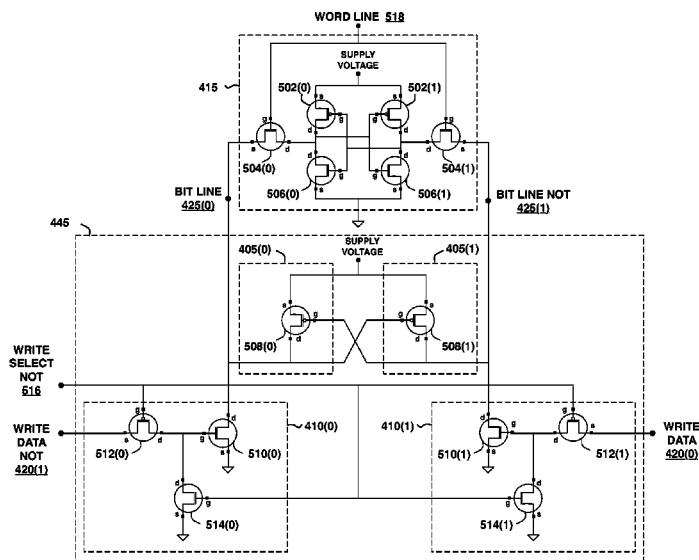 WORD LINE 518
SUPPLY
VOLTAGE
415
502(0)
502(1)
s
s
g
g
g
g
d
d
s
d
d
s
d
d
504(0)
504(1)
g
g
506(0)
506(1)
s
s
BIT LINE
425(0)
BIT LINE NOT
425(1)
445
405(0)
405(1)
SUPPLY
VOLTAGE
s
s
g
g
508(0)
508(1)
d
d
WRITE
SELECT
NOT
516
WRITE
DATA
NOT
420(1)
g
s
d
512(0)
d
g
s
510(0)
410(0)
410(1)
d
g
s
510(1)
g
d
s
512(1)
WRITE
DATA
420(0)
d
g
s
514(0)
d
g
s
514(1)